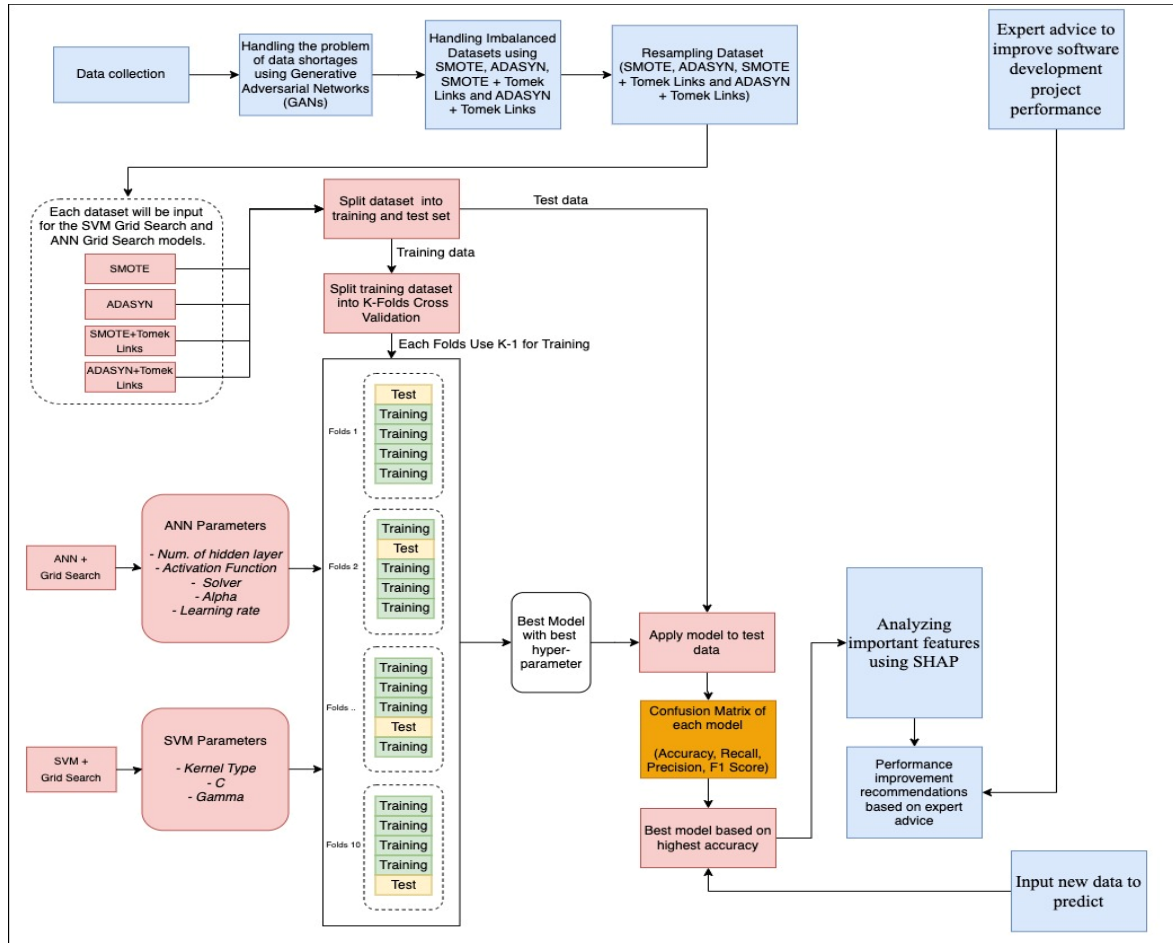 Data collection
Handling the problem
of data shortages
using Generative
Adversarial Networks
(GANs)
Handling Imbalanced
Datasets using
SMOTE, ADASYN,
SMOTE + Tomek
Links and ADASYN
+ Tomek Links
Resampling Dataset
(SMOTE, ADASYN, SMOTE
+ Tomek Links and ADASYN
+ Tomek Links)
Expert advice to
improve software
development
project
performance
Each dataset will be input
for the SVM Grid Search and
ANN Grid Search models.
SMOTE
ADASYN
SMOTE+Tomek
Links
ADASYN+Tomek
Links
Split dataset into
training and test set
Test data
Training data
Split training dataset
into K-Folds Cross
Validation
Each Folds Use K-1 for Training
Folds 1
Test
Training
Training
Training
Training
Folds 2
Training
Test
Training
Training
Training
Folds ..
Training
Training
Training
Test
Training
Folds 10
Training
Training
Training
Training
Test
ANN +
Grid Search
ANN Parameters
- Num. of hidden layer
- Activation Function
- Solver
- Alpha
- Learning rate
SVM +
Grid Search
SVM Parameters
- Kernel Type
- C
- Gamma
Best Model
with best
hyper-
parameter
Apply model to test
data
Confusion Matrix of
each model
(Accuracy, Recall,
Precision, F1 Score)
Best model based on
highest accuracy
Analyzing
important features
using SHAP
Performance
improvement
recommendations
based on expert
advice
Input new data to
predict